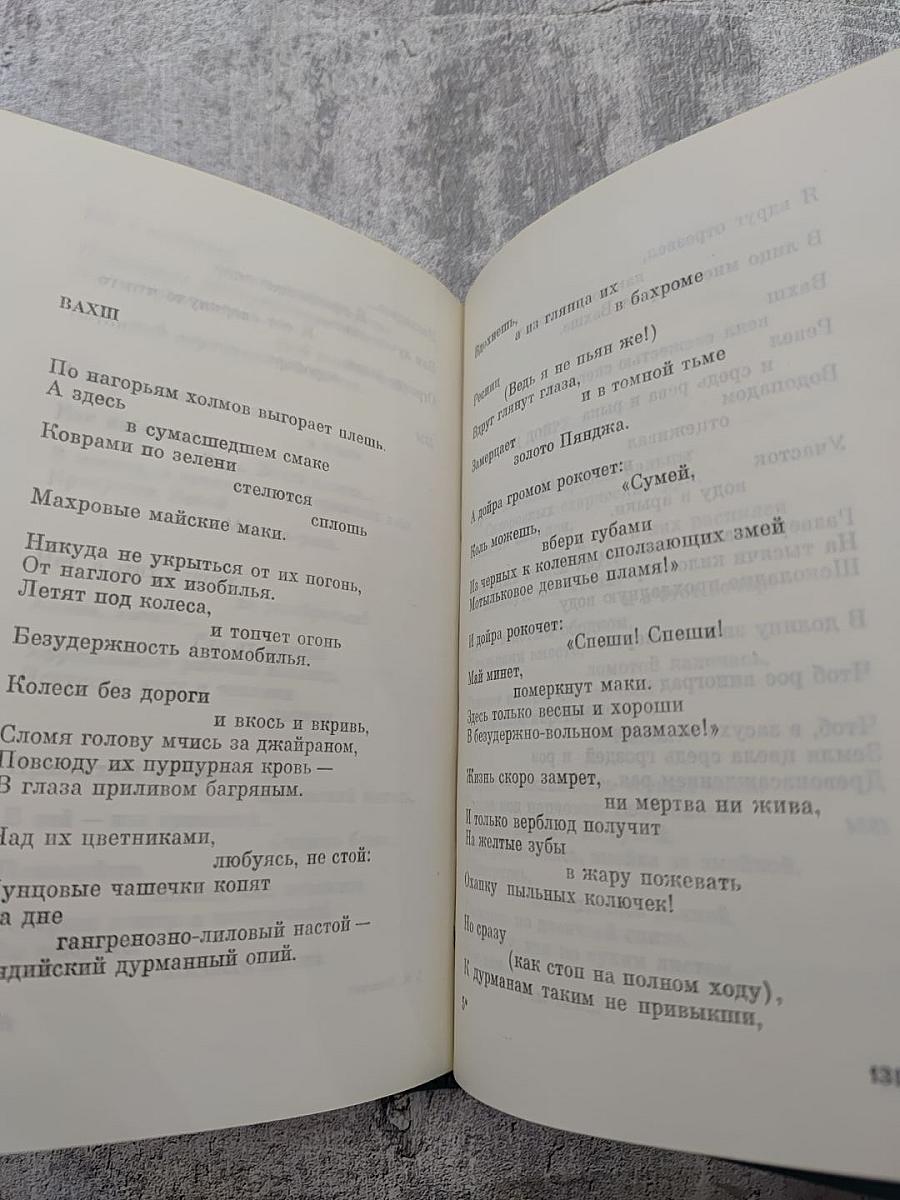 ВАХШ
По нагорьям холмов выгорает плешь.
А здесь
в сумасшедшем смаке
Коврами по зелени
стелются
сплошь
Махровые майские маки.
Никуда не укрыться от их погонь,
От наглого их изобилья.
Летят под колеса,
и топчет огонь
Безудержность автомобилья.
Колеси без дороги
и вкось и вкривь,
Сломя голову мчись за джайраном,
Повсюду их пурпурная кровь —
В глаза приливом багряным.
Над их цветниками,
любуясь, не стой:
унцовые чашечки копят
а дне
гангренозно-лиловый настой —
ндийский дурманный опий.
Вдохнешь,
а из глянца их
в бахроме
Ресниц
(Ведь я не пьян же!)
Вдруг глянут глаза,
и в томной тьме
Замерцает
золото Пянджа.
А дойра громом рокочет:
«Сумей,
Коль можешь,
вбери губами
Из черных к коленям сползающих змей
Мотыльковое девичье пламя!»
И дойра рокочет:
«Спеши! Спеши!
Май минет,
померкнут маки.
Здесь только весны и хороши
В безудержно-вольном размахе!»
Жизнь скоро замрет,
ни мертва ни жива,
И только верблюд получит
На желтые зубы
в жару пожевать
Охапку пыльных колючек!
Но сразу
(как стоп на полном ходу),
К дурманам таким не привыкши,
5*
131